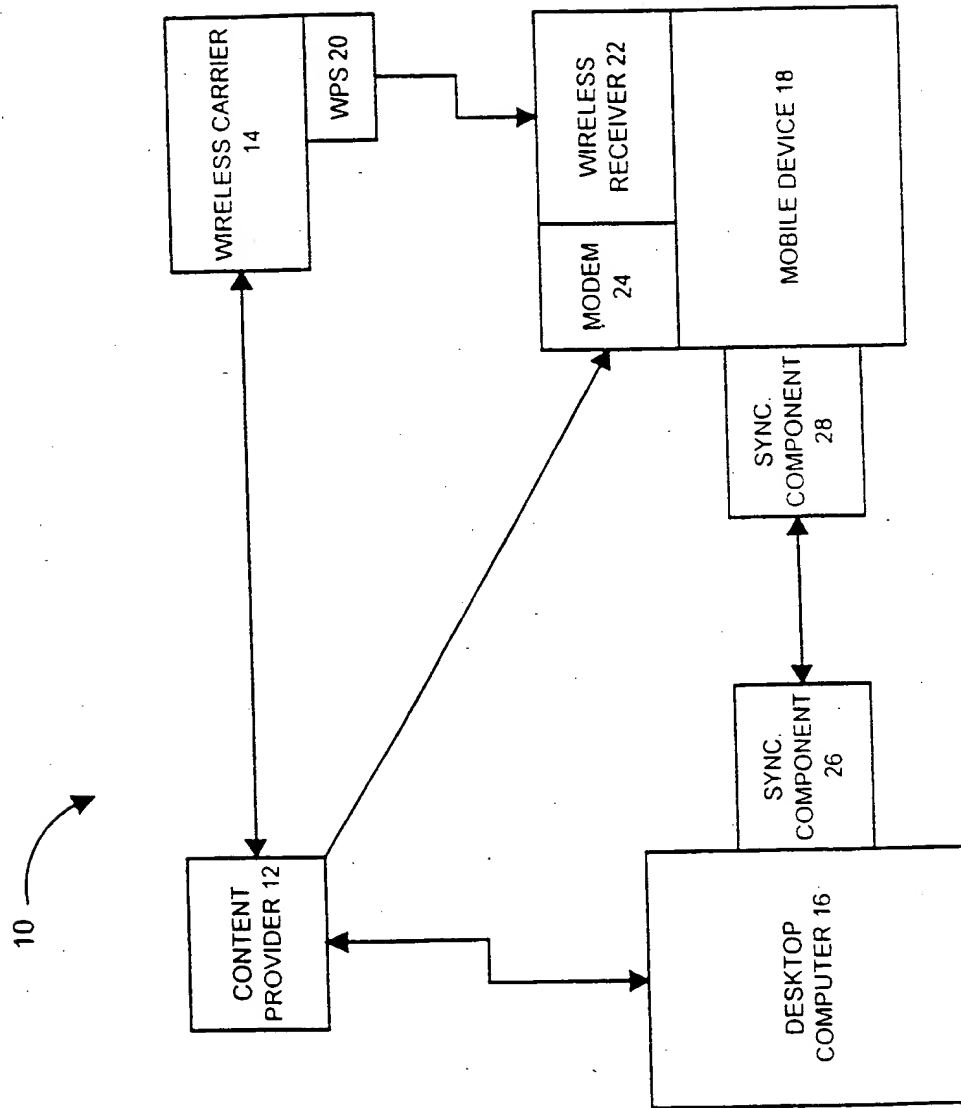 10
CONTENT
PROVIDER 12
WIRELESS CARRIER
14
WPS 20
MODEM
24
WIRELESS
RECEIVER 22
MOBILE DEVICE 18
SYNC.
COMPONENT
28
SYNC.
COMPONENT
26
DESKTOP
COMPUTER 16